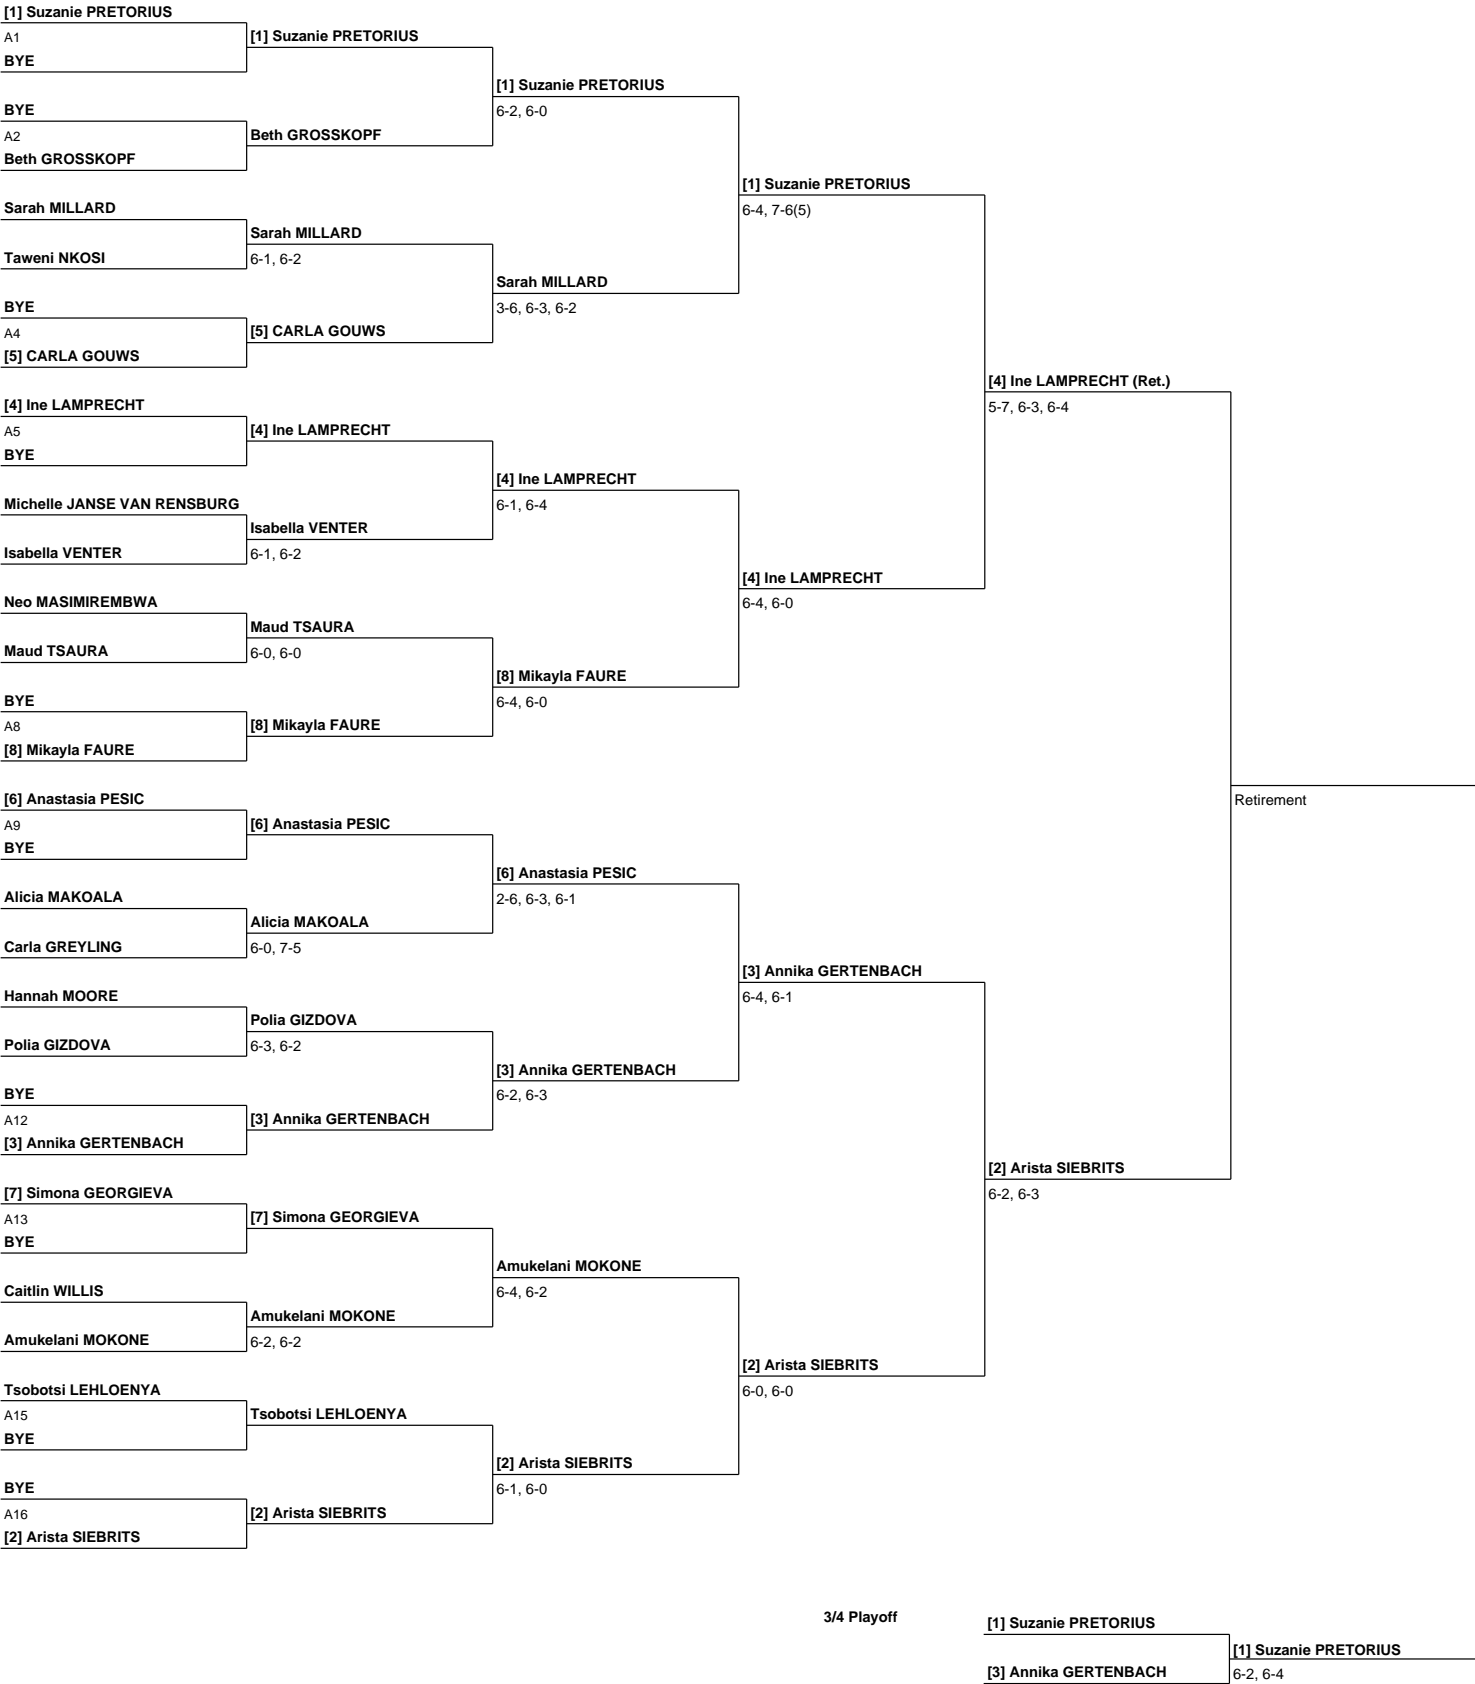 [1] Suzanie PRETORIUS
A1
[1] Suzanie PRETORIUS
BYE
[1] Suzanie PRETORIUS
BYE
6-2, 6-0
A2
Beth GROSSKOPF
Beth GROSSKOPF
[1] Suzanie PRETORIUS
Sarah MILLARD
6-4, 7-6(5)
Sarah MILLARD
Taweni NKOSI
6-1, 6-2
Sarah MILLARD
BYE
3-6, 6-3, 6-2
A4
[5] CARLA GOUWS
[5] CARLA GOUWS
[4] Ine LAMPRECHT (Ret.)
[4] Ine LAMPRECHT
5-7, 6-3, 6-4
A5
[4] Ine LAMPRECHT
BYE
[4] Ine LAMPRECHT
Michelle JANSE VAN RENSBURG
6-1, 6-4
Isabella VENTER
Isabella VENTER
6-1, 6-2
[4] Ine LAMPRECHT
Neo MASIMIREMBWA
6-4, 6-0
Maud TSAURA
Maud TSAURA
6-0, 6-0
[8] Mikayla FAURE
BYE
6-4, 6-0
A8
[8] Mikayla FAURE
[8] Mikayla FAURE
[6] Anastasia PESIC
Retirement
A9
[6] Anastasia PESIC
BYE
[6] Anastasia PESIC
Alicia MAKOALA
2-6, 6-3, 6-1
Alicia MAKOALA
Carla GREYLING
6-0, 7-5
[3] Annika GERTENBACH
Hannah MOORE
6-4, 6-1
Polia GIZDOVA
Polia GIZDOVA
6-3, 6-2
[3] Annika GERTENBACH
BYE
6-2, 6-3
A12
[3] Annika GERTENBACH
[3] Annika GERTENBACH
[2] Arista SIEBRITS
[7] Simona GEORGIEVA
6-2, 6-3
A13
[7] Simona GEORGIEVA
BYE
Amukelani MOKONE
Caitlin WILLIS
6-4, 6-2
Amukelani MOKONE
Amukelani MOKONE
6-2, 6-2
[2] Arista SIEBRITS
Tsobotsi LEHLOENYA
6-0, 6-0
A15
Tsobotsi LEHLOENYA
BYE
[2] Arista SIEBRITS
BYE
6-1, 6-0
A16
[2] Arista SIEBRITS
[2] Arista SIEBRITS
3/4 Playoff
[1] Suzanie PRETORIUS
[1] Suzanie PRETORIUS
[3] Annika GERTENBACH
6-2, 6-4